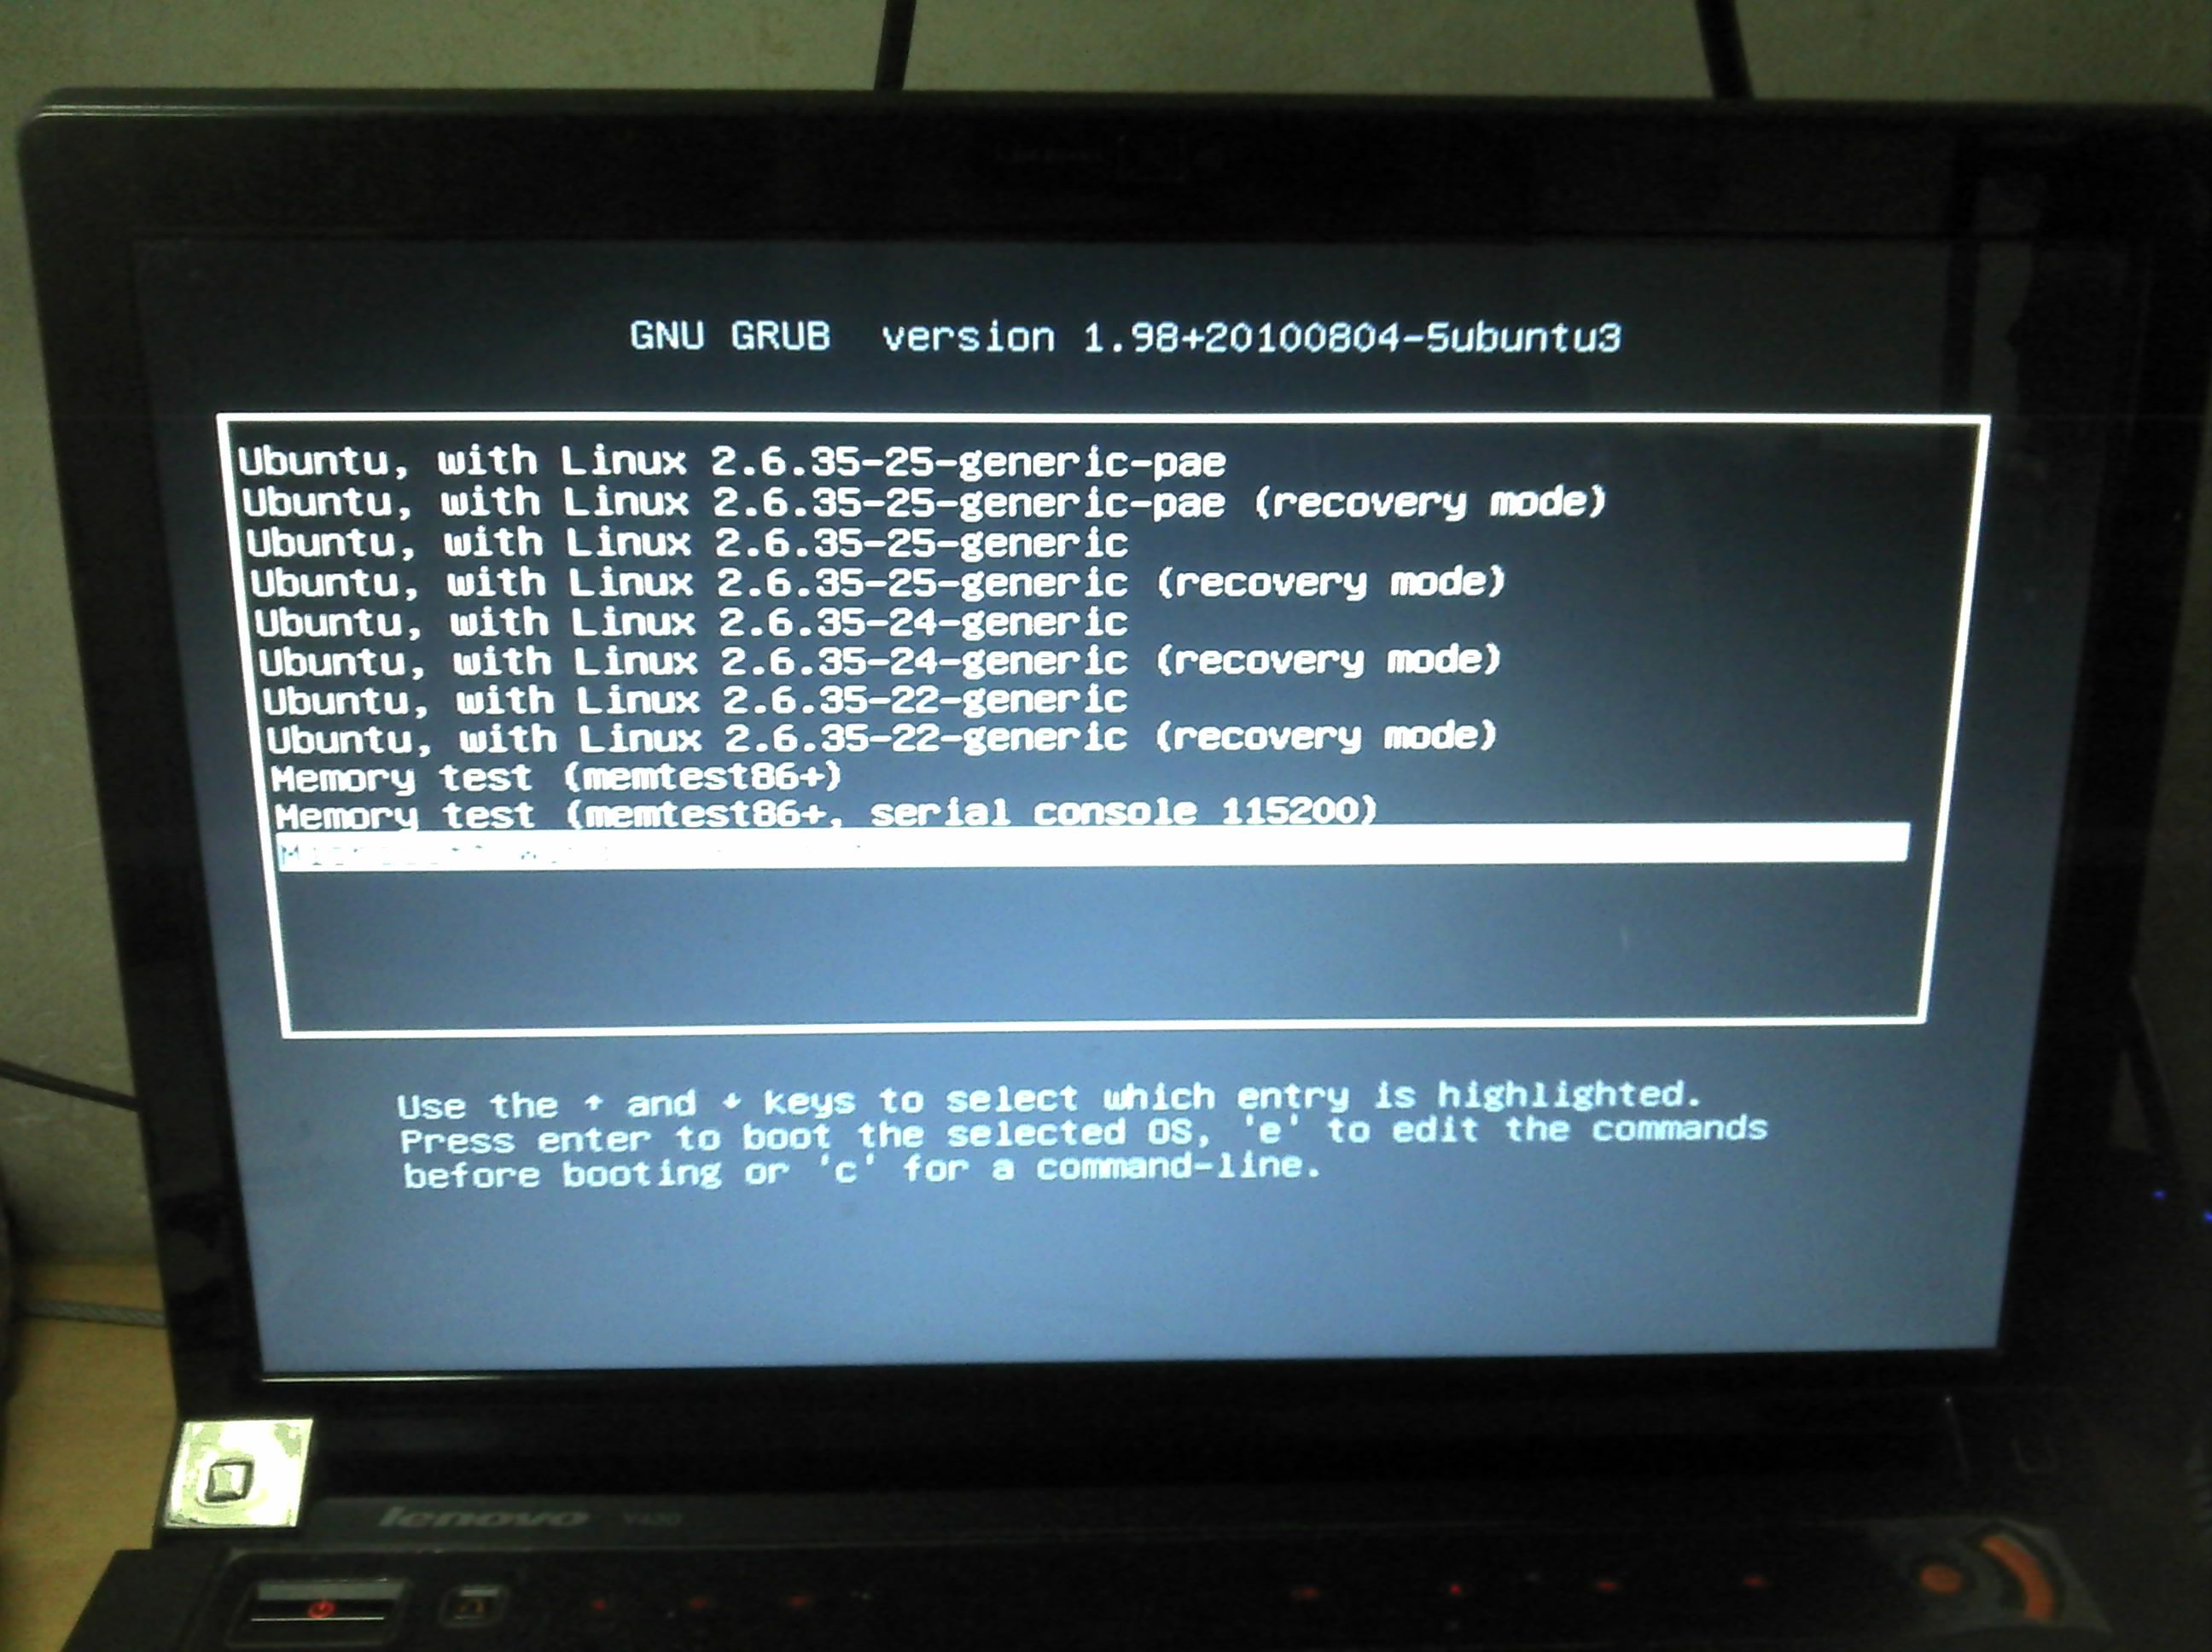 GNU GRUB version 1.98+20100804-5ubuntu3
Ubuntu, with Linux 2.6.35-25-generic-pae
Ubuntu, with Linux 2.6.35-25-generic-pae (recovery mode)
Ubuntu, with Linux 2.6.35-25-generic
Ubuntu, with Linux 2.6.35-25-generic (recovery mode)
Ubuntu, with Linux 2.6.35-24-generic
Ubuntu, with Linux 2.6.35-24-generic (recovery mode)
Ubuntu, with Linux 2.6.35-22-generic
Ubuntu, with Linux 2.6.35-22-generic (recovery mode)
Memory test (memtest86+)
Memory test (memtest86+, serial console 115200)
Use the ↑ and ↓ keys to select which entry is highlighted.
Press enter to boot the selected OS, 'e' to edit the commands
before booting or 'c' for a command-line.
lenovo